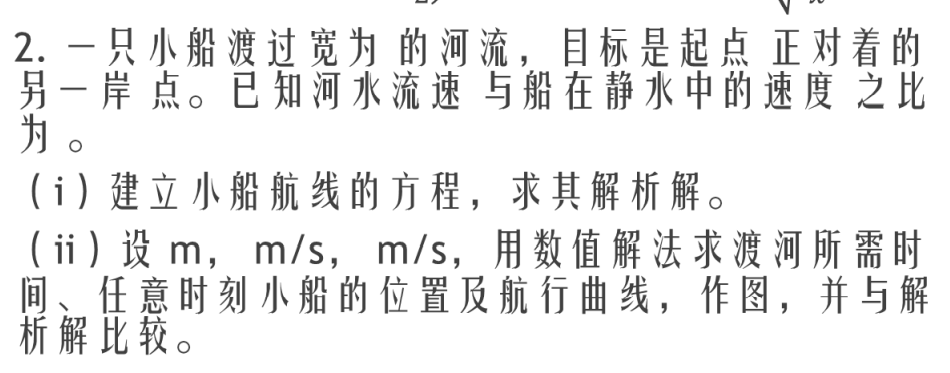 2. 一只小船渡过宽为 的河流，目标是起点 正对着的
另一岸 点。已知河水流速 与船在静水中的速度 之比
为 。
（i）建立小船航线的方程，求其解析解。
（ii）设 m， m/s， m/s，用数值解法求渡河所需时
间、任意时刻小船的位置及航行曲线，作图，并与解
析解比较。